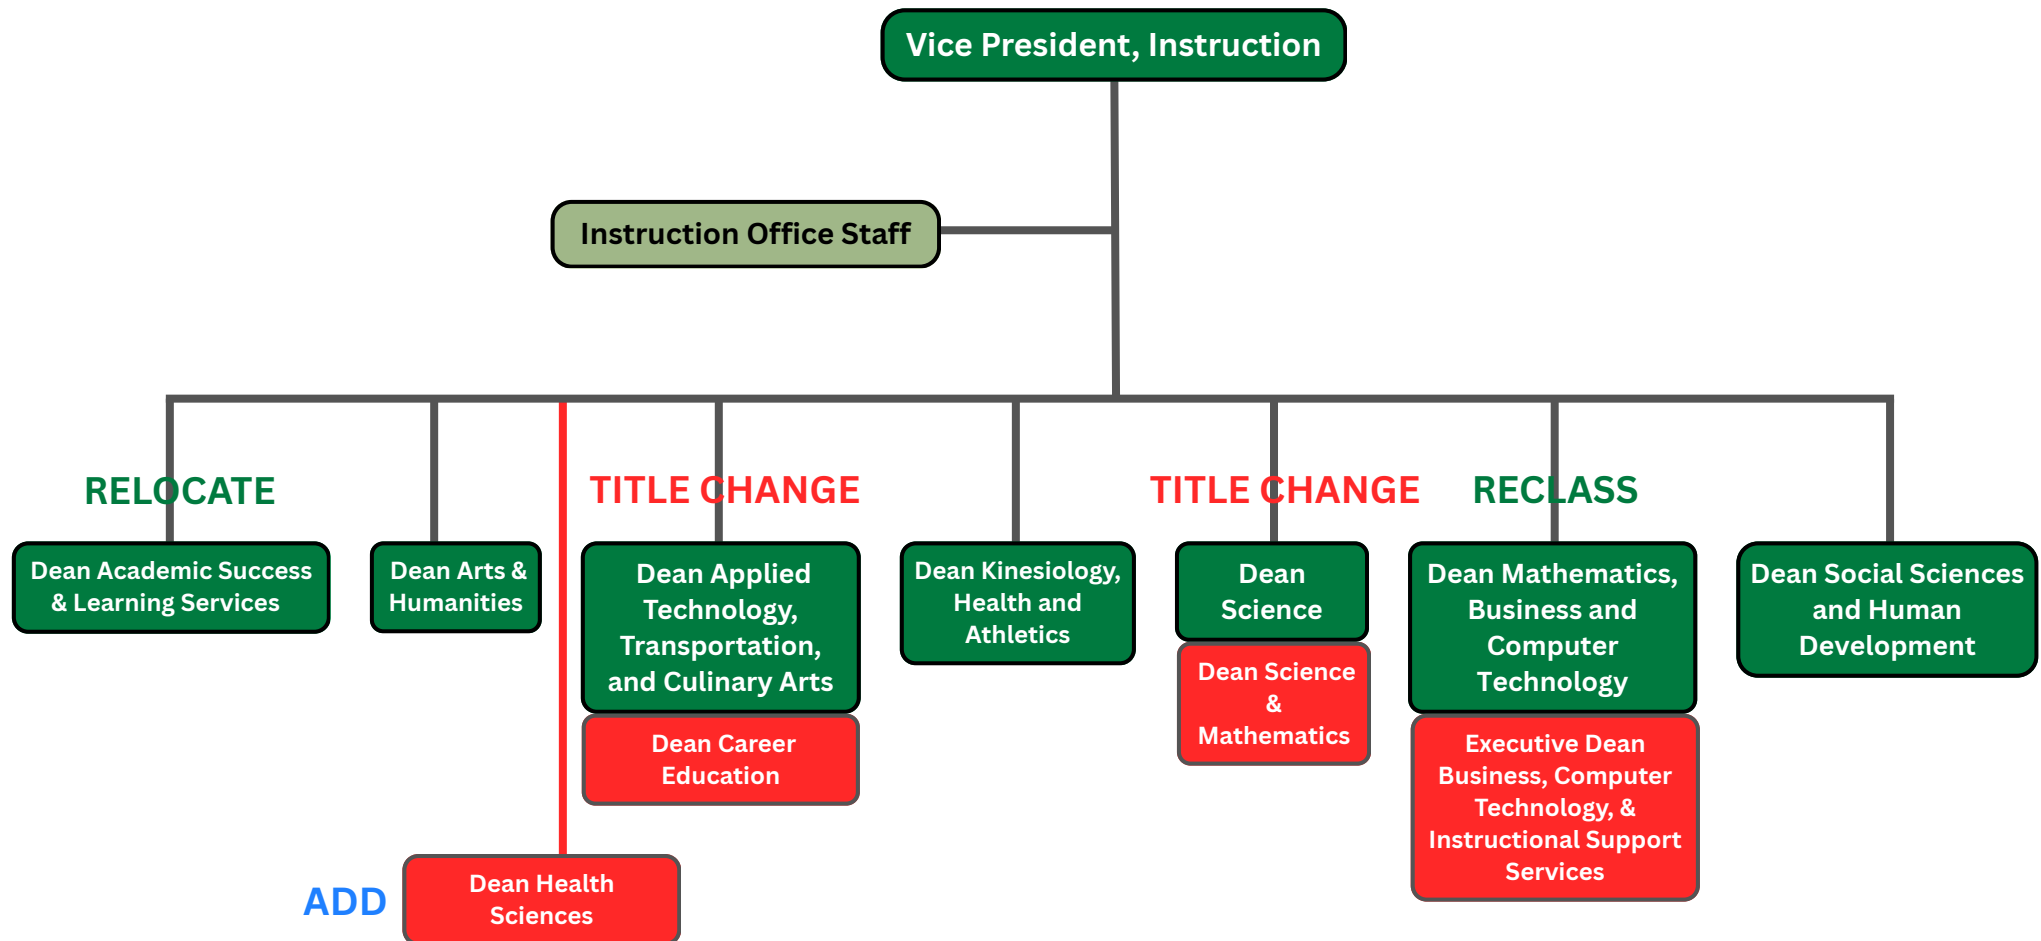 Vice President, Instruction
Instruction Office Staff
RELOCATE
TITLE CHANGE
TITLE CHANGE
RECLASS
Dean Academic Success
& Learning Services
Dean Arts &
Humanities
Dean Applied
Technology,
Transportation,
and Culinary Arts
Dean Career
Education
Dean Kinesiology,
Health and
Athletics
Dean
Science
Dean Science
&
Mathematics
Dean Mathematics,
Business and
Computer
Technology
Executive Dean
Business, Computer
Technology, &
Instructional Support
Services
Dean Social Sciences
and Human
Development
ADD
Dean Health
Sciences